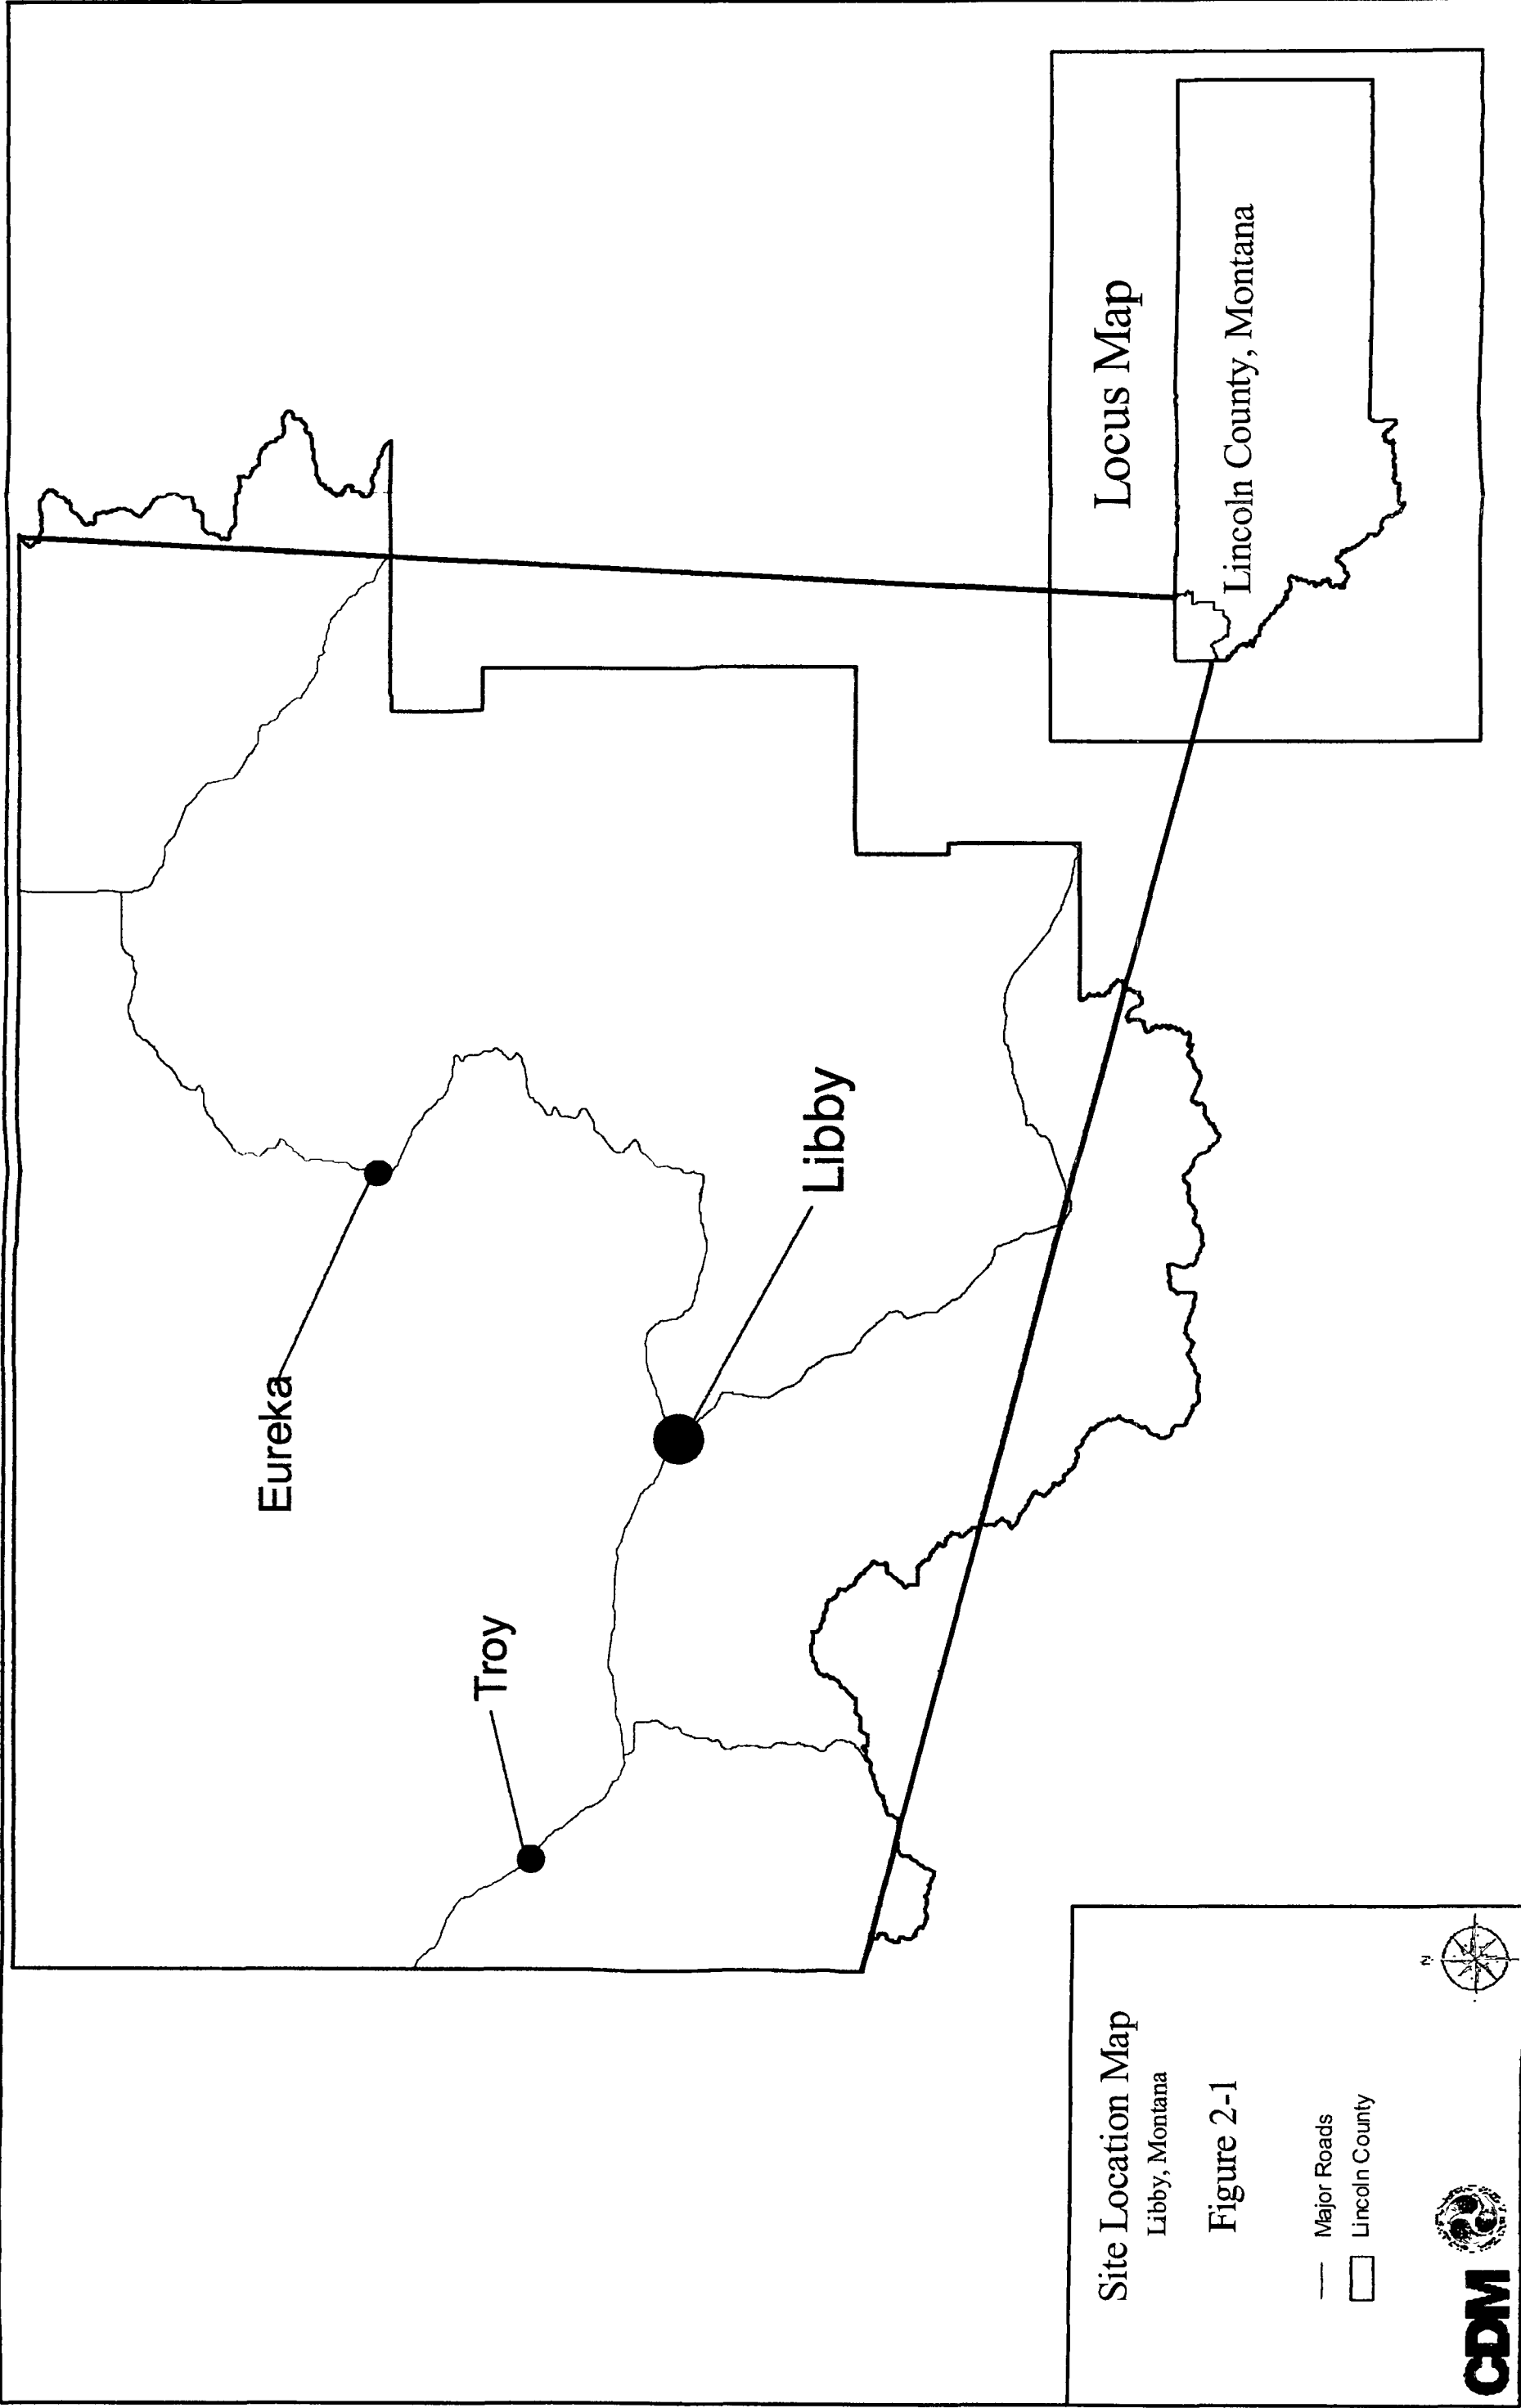 Eureka
Troy
Libby
Locus Map
Lincoln County, Montana
Site Location Map
Libby, Montana
Figure 2-1
Major Roads
Lincoln County
CDM
N